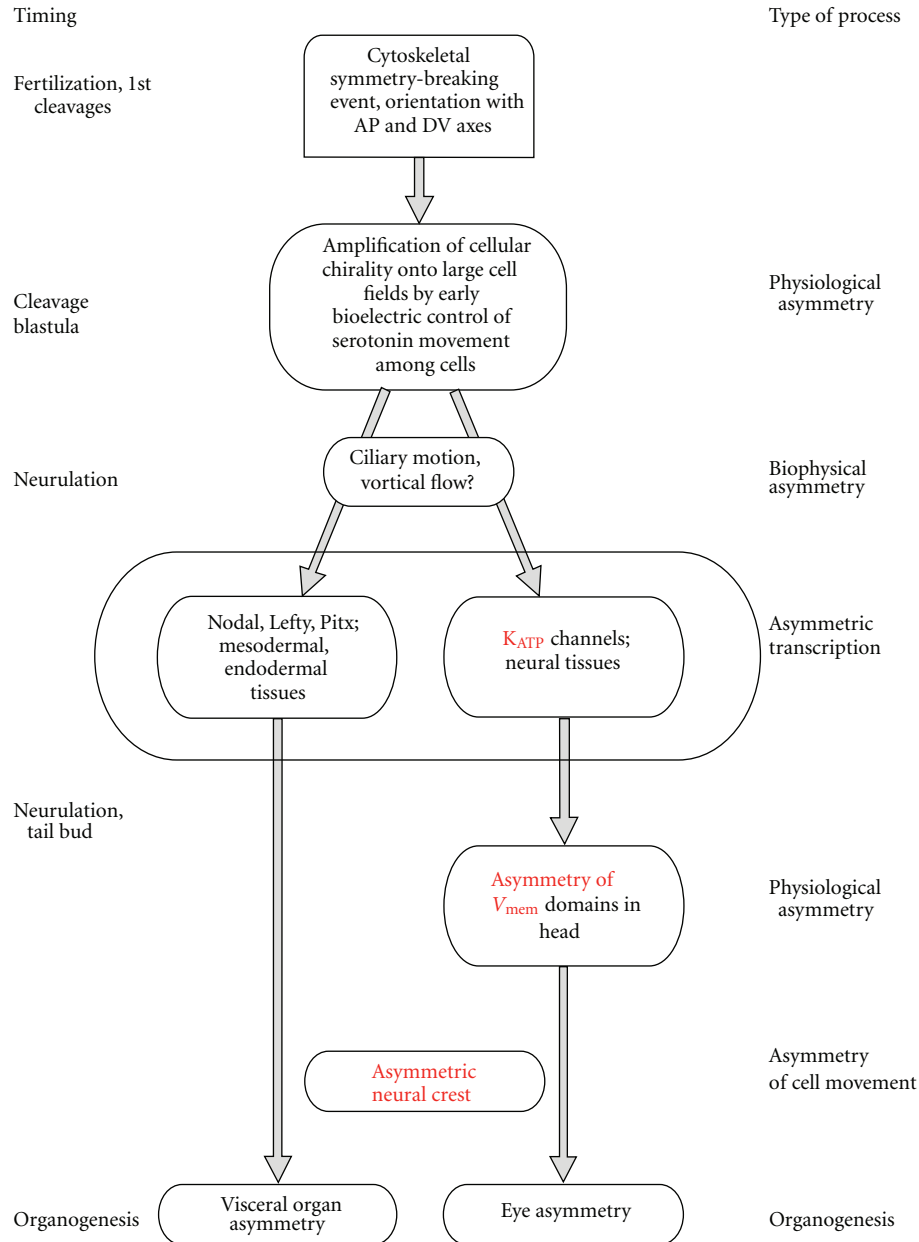 Timing
Type of process
Fertilization, 1st
cleavages
Cytoskeletal
symmetry-breaking
event, orientation with
AP and DV axes
Cleavage
blastula
Amplification of cellular
chirality onto large cell
fields by early
bioelectric control of
serotonin movement
among cells
Physiological
asymmetry
Neurulation
Ciliary motion,
vortical flow?
Biophysical
asymmetry
Nodal, Lefty, Pitx;
mesodermal,
endodermal
tissues
K_ATP channels;
neural tissues
Asymmetric
transcription
Neurulation,
tail bud
Asymmetry of
V_mem domains in
head
Physiological
asymmetry
Asymmetric
neural crest
Asymmetry
of cell movement
Organogenesis
Visceral organ
asymmetry
Eye asymmetry
Organogenesis